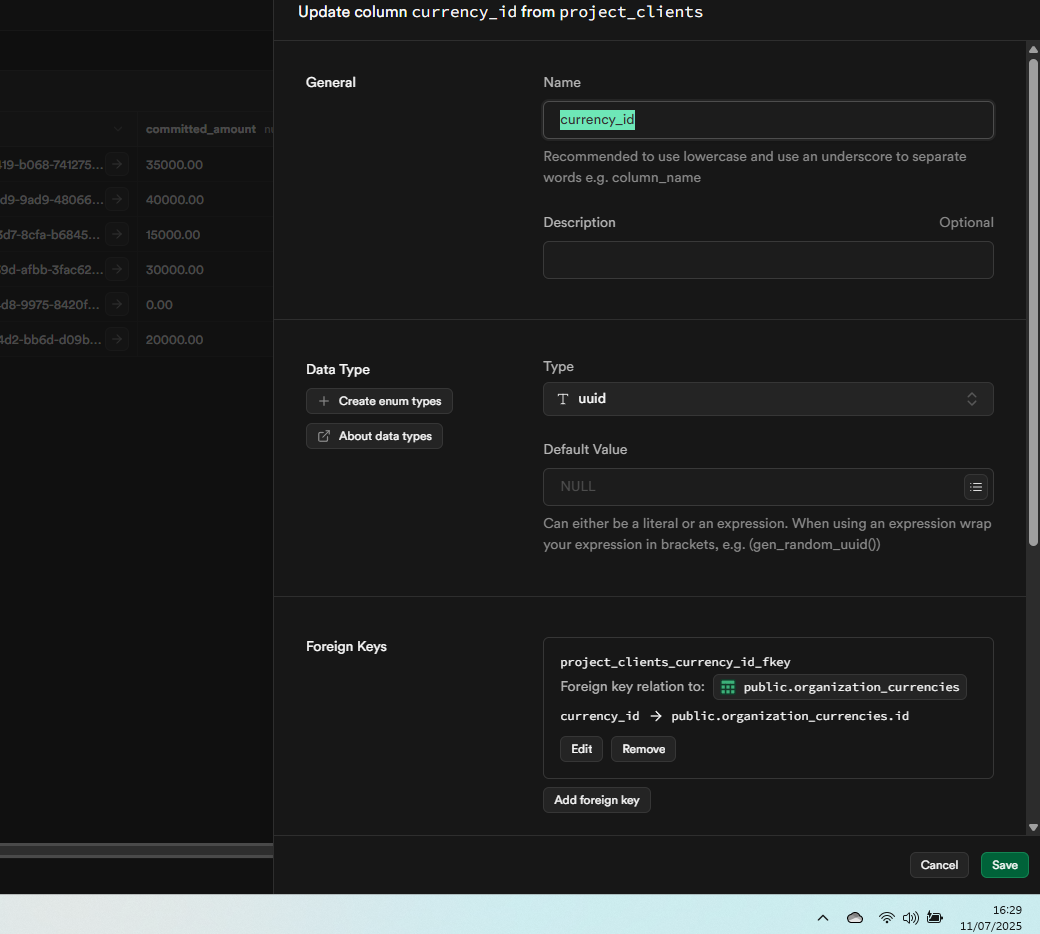 Update column currency_id from project_clients
General
Name
currency_id
Recommended to use lowercase and use an underscore to separate
words e.g. column_name
Description Optional
committed_amount
419-b068-741275... 35000.00
d9-9ad9-48066... 40000.00
3d7-8cfa-b6845... 15000.00
9d-afbb-3fac62... 30000.00
d8-9975-8420f... 0.00
4d2-bb6d-d09b... 20000.00
Data Type
Create enum types
About data types
Type
uuid
Default Value
NULL
Can either be a literal or an expression. When using an expression wrap
your expression in brackets, e.g. (gen_random_uuid())
Foreign Keys
project_clients_currency_id_fkey
Foreign key relation to: public.organization_currencies
currency_id → public.organization_currencies.id
Edit Remove
Add foreign key
Cancel Save
16:29
11/07/2025